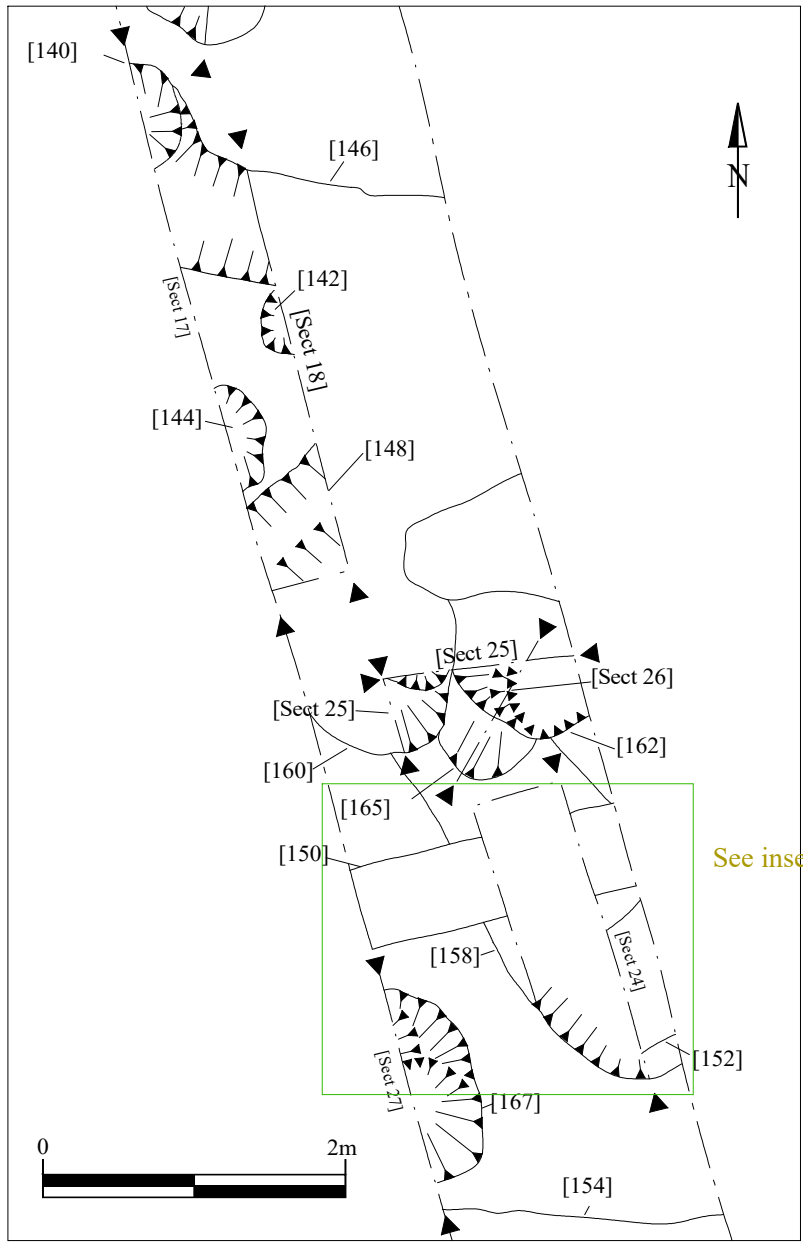 [140]
[146]
N
[142]
[Sect 17]
[Sect 18]
[144]
[148]
[Sect 25]
[Sect 26]
[Sect 25]
[162]
[160]
[165]
[150]
See inse
[158]
[Sect 24]
[152]
[Sect 27]
[167]
0 2m
[154]